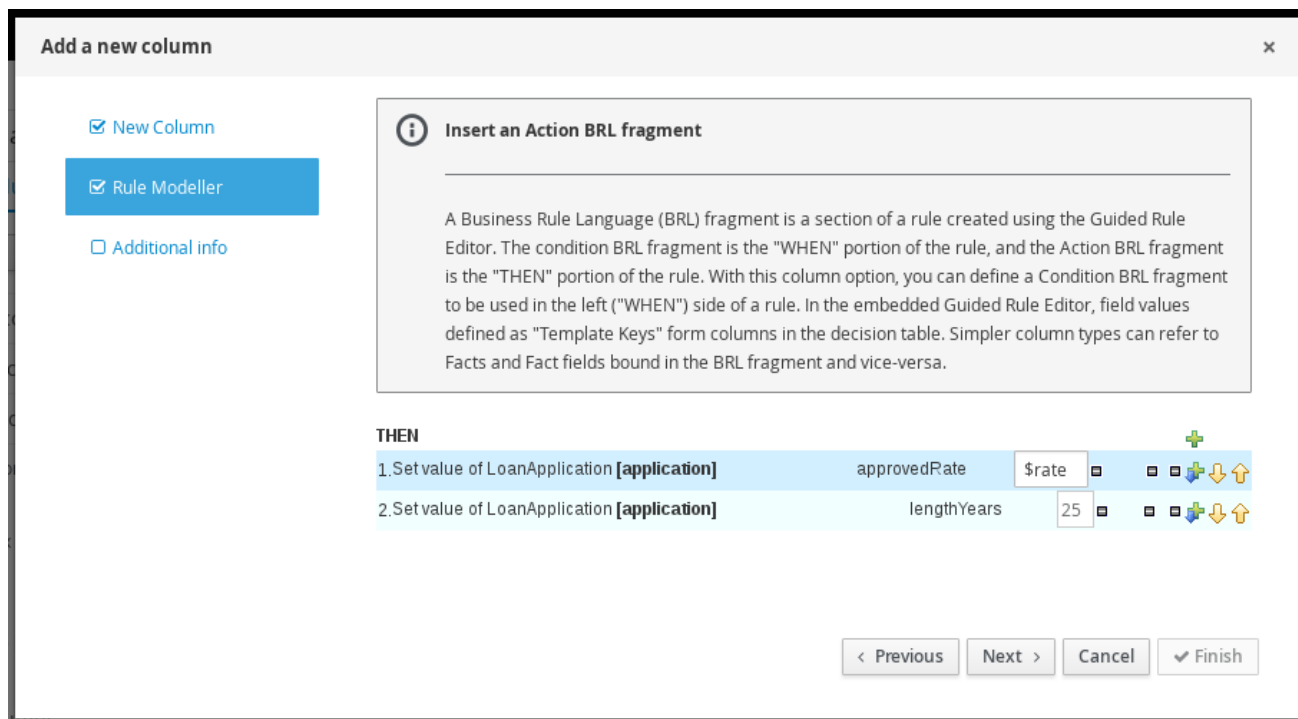 Add a new column ×
New Column
Rule Modeller
Additional info
Insert an Action BRL fragment
A Business Rule Language (BRL) fragment is a section of a rule created using the Guided Rule
Editor. The condition BRL fragment is the "WHEN" portion of the rule, and the Action BRL fragment
is the "THEN" portion of the rule. With this column option, you can define a Condition BRL fragment
to be used in the left ("WHEN") side of a rule. In the embedded Guided Rule Editor, field values
defined as "Template Keys" form columns in the decision table. Simpler column types can refer to
Facts and Fact fields bound in the BRL fragment and vice-versa.
THEN
1.Set value of LoanApplication [application] approvedRate $rate
2.Set value of LoanApplication [application] lengthYears 25
< Previous Next > Cancel Finish